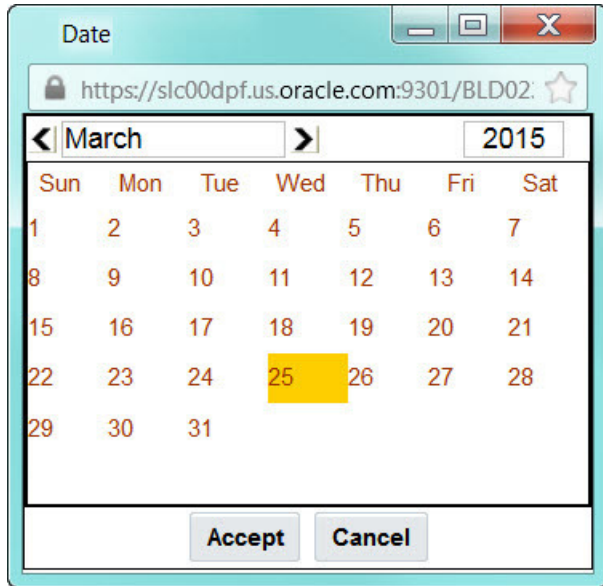 Date
https://slc00dpf.us.oracle.com:9301/BLD02
March 2015
Sun Mon Tue Wed Thu Fri Sat
1 2 3 4 5 6 7
8 9 10 11 12 13 14
15 16 17 18 19 20 21
22 23 24 25 26 27 28
29 30 31
Accept Cancel